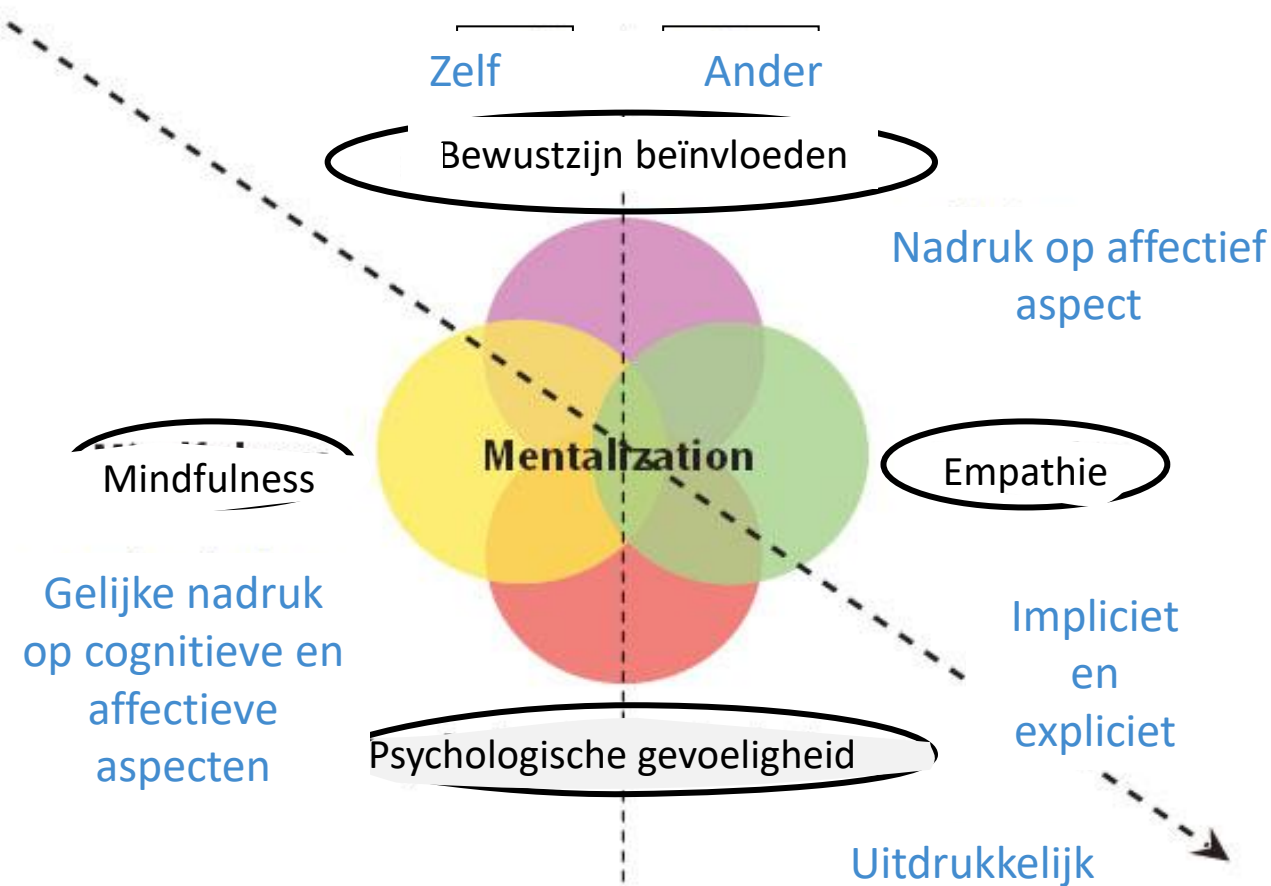 Zelf
Ander
Bewustzijn beïnvloeden
Nadruk op affectief
aspect
Mentalization
Mindfulness
Empathie
Gelijke nadruk
op cognitieve en
affectieve
aspecten
Impliciet
en
expliciet
Psychologische gevoeligheid
Uitdrukkelijk